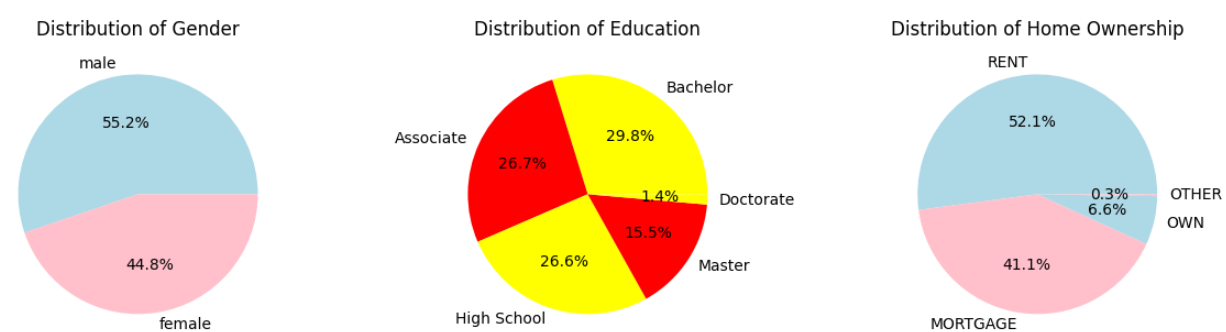 Distribution of Gender
male
55.2%
44.8%
female
Distribution of Education
Bachelor
29.8%
Associate
26.7%
1.4%
Doctorate
15.5%
Master
26.6%
High School
Distribution of Home Ownership
RENT
52.1%
0.3%
OTHER
6.6%
OWN
41.1%
MORTGAGE